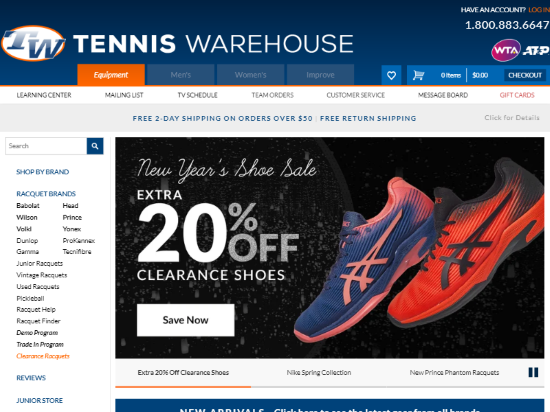 HAVE AN ACCOUNT? LOG IN
1.800.883.6647
TW TENNIS WAREHOUSE
WTA ATP
Equipment Men's Women's Improve
0 Items $0.00 CHECKOUT
LEARNING CENTER MAILING LIST TV SCHEDULE TEAM ORDERS CUSTOMER SERVICE MESSAGE BOARD GIFT CARDS
FREE 2-DAY SHIPPING ON ORDERS OVER $50 | FREE RETURN SHIPPING
Click for Details
Search
SHOP BY BRAND
RACQUET BRANDS
Babolat Head
Wilson Prince
Volkl Yonex
Dunlop ProKennex
Gamma Tecnifibre
Junior Racquets
Vintage Racquets
Used Racquets
Pickleball
Racquet Help
Racquet Finder
Demo Program
Trade In Program
Clearance Racquets
REVIEWS
JUNIOR STORE
New Year's Shoe Sale
EXTRA
20% OFF
CLEARANCE SHOES
Save Now
Extra 20% Off Clearance Shoes Nike Spring Collection New Prince Phantom Racquets
NEW ARRIVALS - Click here to see the latest gear from all brands